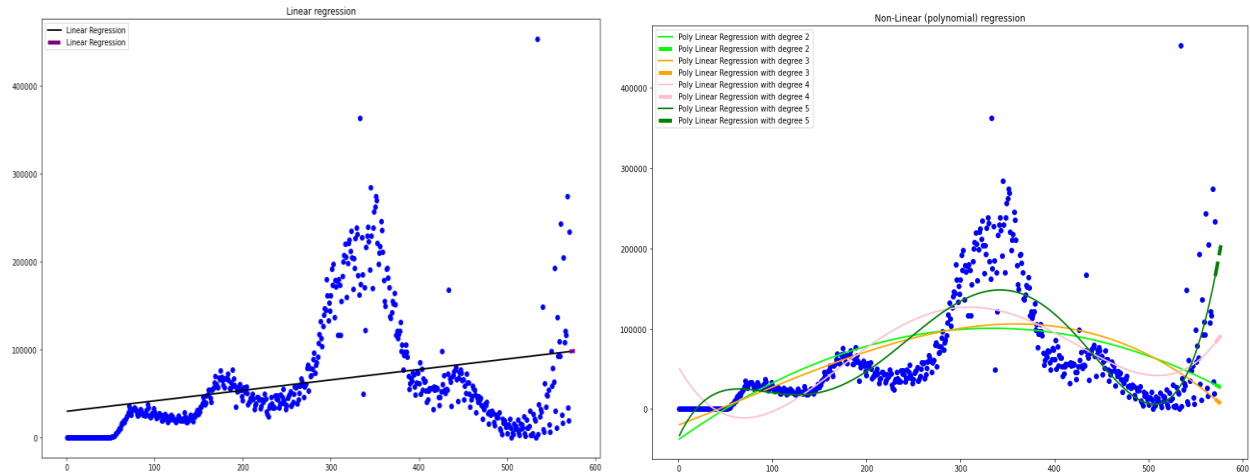 Linear regression
Linear Regression
Linear Regression
400000
300000
200000
100000
0
0 100 200 300 400 500 600
Non-Linear (polynomial) regression
Poly Linear Regression with degree 2
Poly Linear Regression with degree 2
Poly Linear Regression with degree 3
Poly Linear Regression with degree 3
Poly Linear Regression with degree 4
Poly Linear Regression with degree 4
Poly Linear Regression with degree 5
Poly Linear Regression with degree 5
400000
300000
200000
100000
0
0 100 200 300 400 500 600